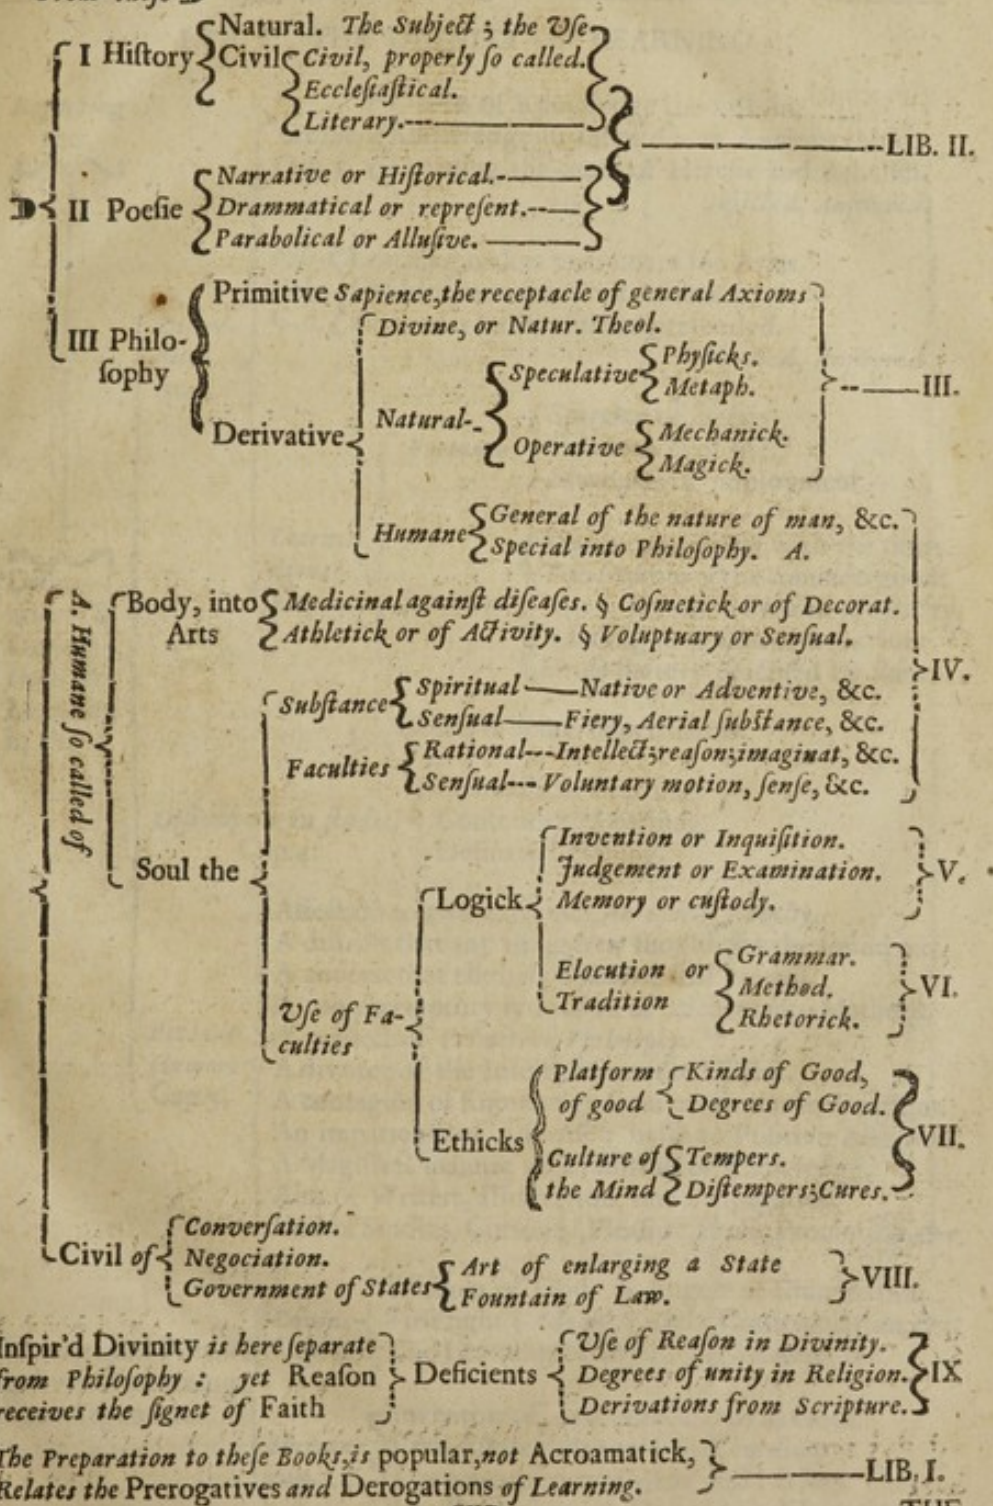 I Hiſtory
Natural. The Subject ; the Uſe
Civil
Civil, properly ſo called.
Eccleſiaſtical.
Literary.
LIB. II.
II Poeſie
Narrative or Hiſtorical.
Drammatical or repreſent.
Parabolical or Alluſive.
III Philo-
ſophy
Primitive Sapience, the receptacle of general Axioms
Derivative
Divine, or Natur. Theol.
Natural
Speculative
Phyſicks.
Metaph.
Operative
Mechanick.
Magick.
III.
Humane
General of the nature of man, &c.
Special into Philoſophy. A.
A. Humane ſo called of
Body, into
Arts
Medicinal againſt diſeaſes. § Coſmetick or of Decorat.
Athletick or of Activity. § Voluptuary or Senſual.
IV.
Soul the
Subſtance
Spiritual — Native or Adventive, &c.
Senſual — Fiery, Aerial ſubſtance, &c.
Faculties
Rational --- Intellect; reaſon; imaginat, &c.
Senſual --- Voluntary motion, ſenſe, &c.
Uſe of Fa-
culties
Logick
Invention or Inquiſition.
Judgement or Examination.
Memory or cuſtody.
V.
Elocution or
Tradition
Grammar.
Method.
Rhetorick.
VI.
Ethicks
Platform
of good
Kinds of Good,
Degrees of Good.
Culture of
the Mind
Tempers.
Diſtempers; Cures.
VII.
Civil of
Converſation.
Negociation.
Government of States
Art of enlarging a State
Fountain of Law.
VIII.
Inſpir'd Divinity is here ſeparate
from Philoſophy : yet Reaſon
receives the ſignet of Faith
Deficients
Uſe of Reaſon in Divinity.
Degrees of unity in Religion.
Derivations from Scripture.
IX
The Preparation to theſe Books, is popular, not Acroamatick,
Relates the Prerogatives and Derogations of Learning.
LIB. I.